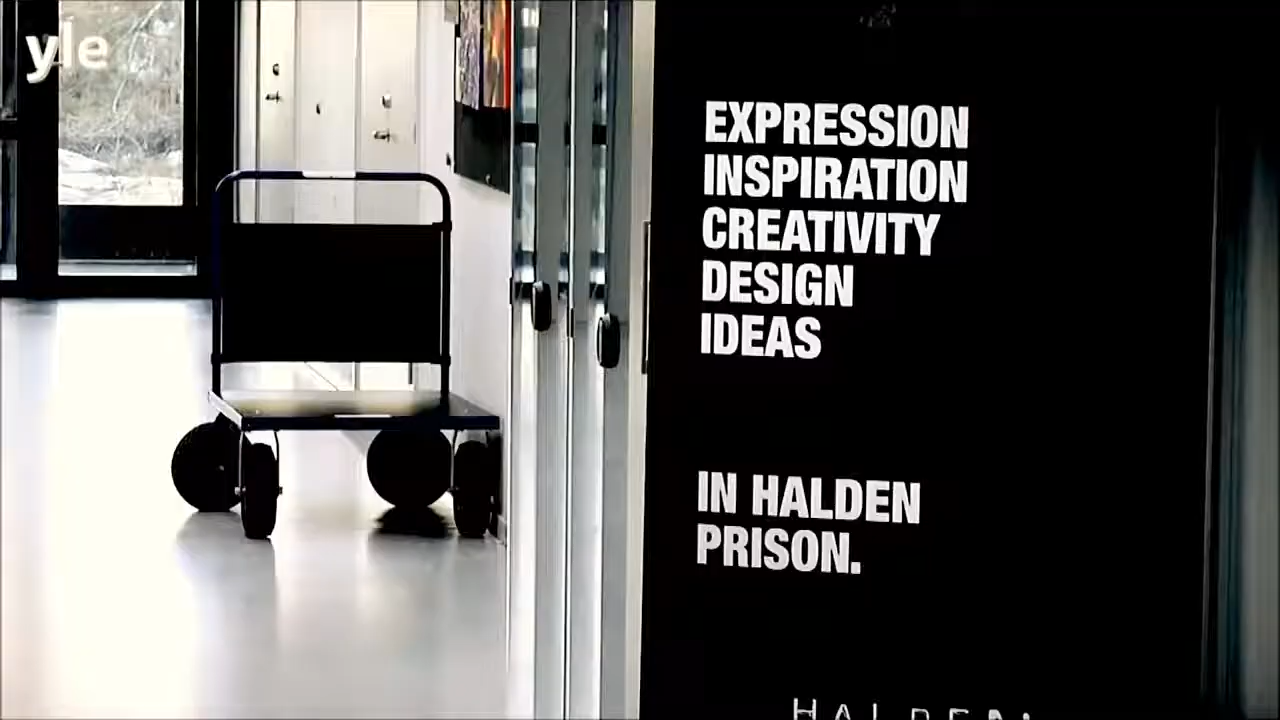 yle
EXPRESSION
INSPIRATION
CREATIVITY
DESIGN
IDEAS
IN HALDEN
PRISON.